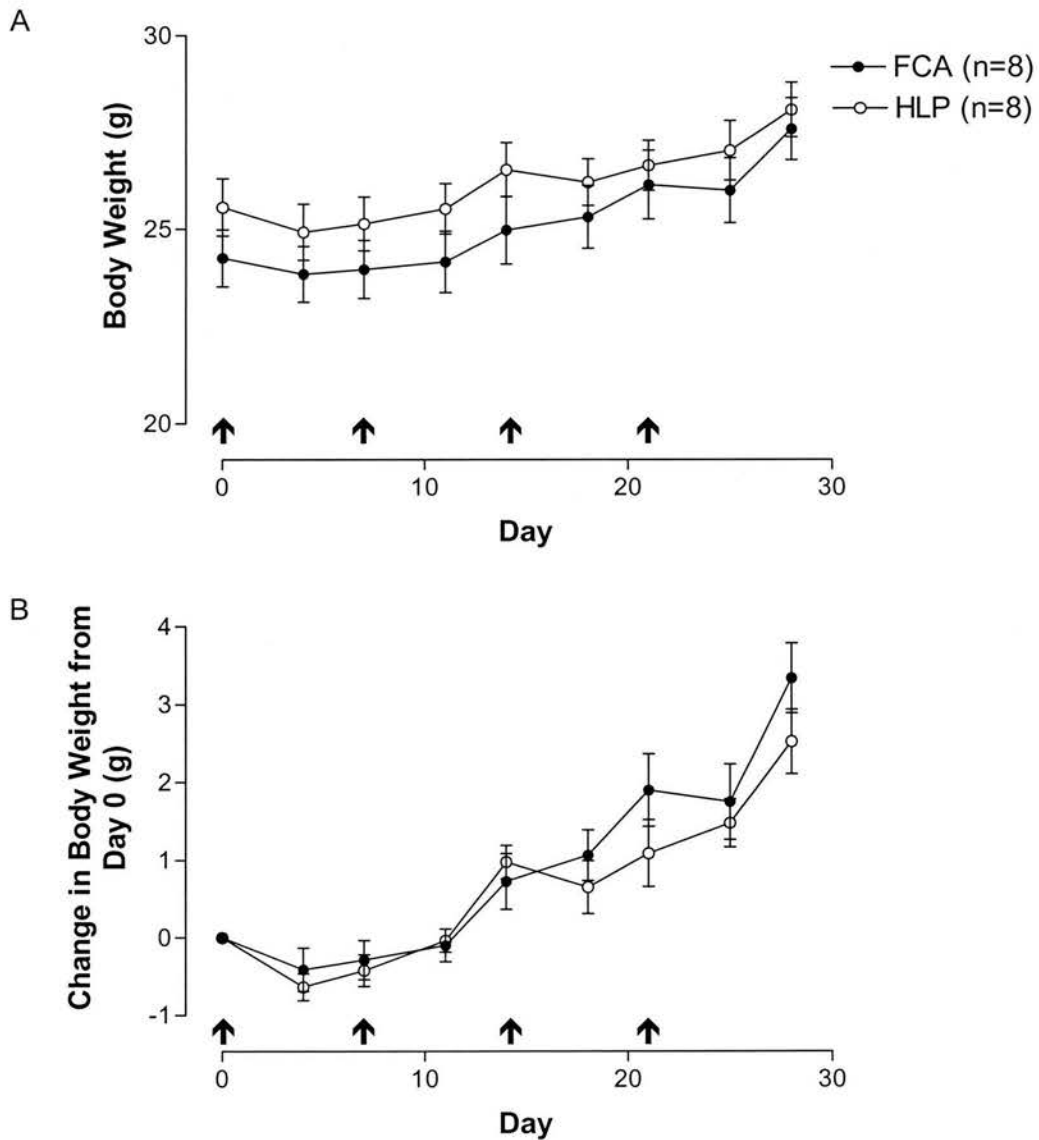 A
30
25
20
Body Weight (g)
FCA (n=8)
HLP (n=8)
0 10 20 30
Day
B
4
3
2
1
0
-1
Change in Body Weight from
Day 0 (g)
0 10 20 30
Day